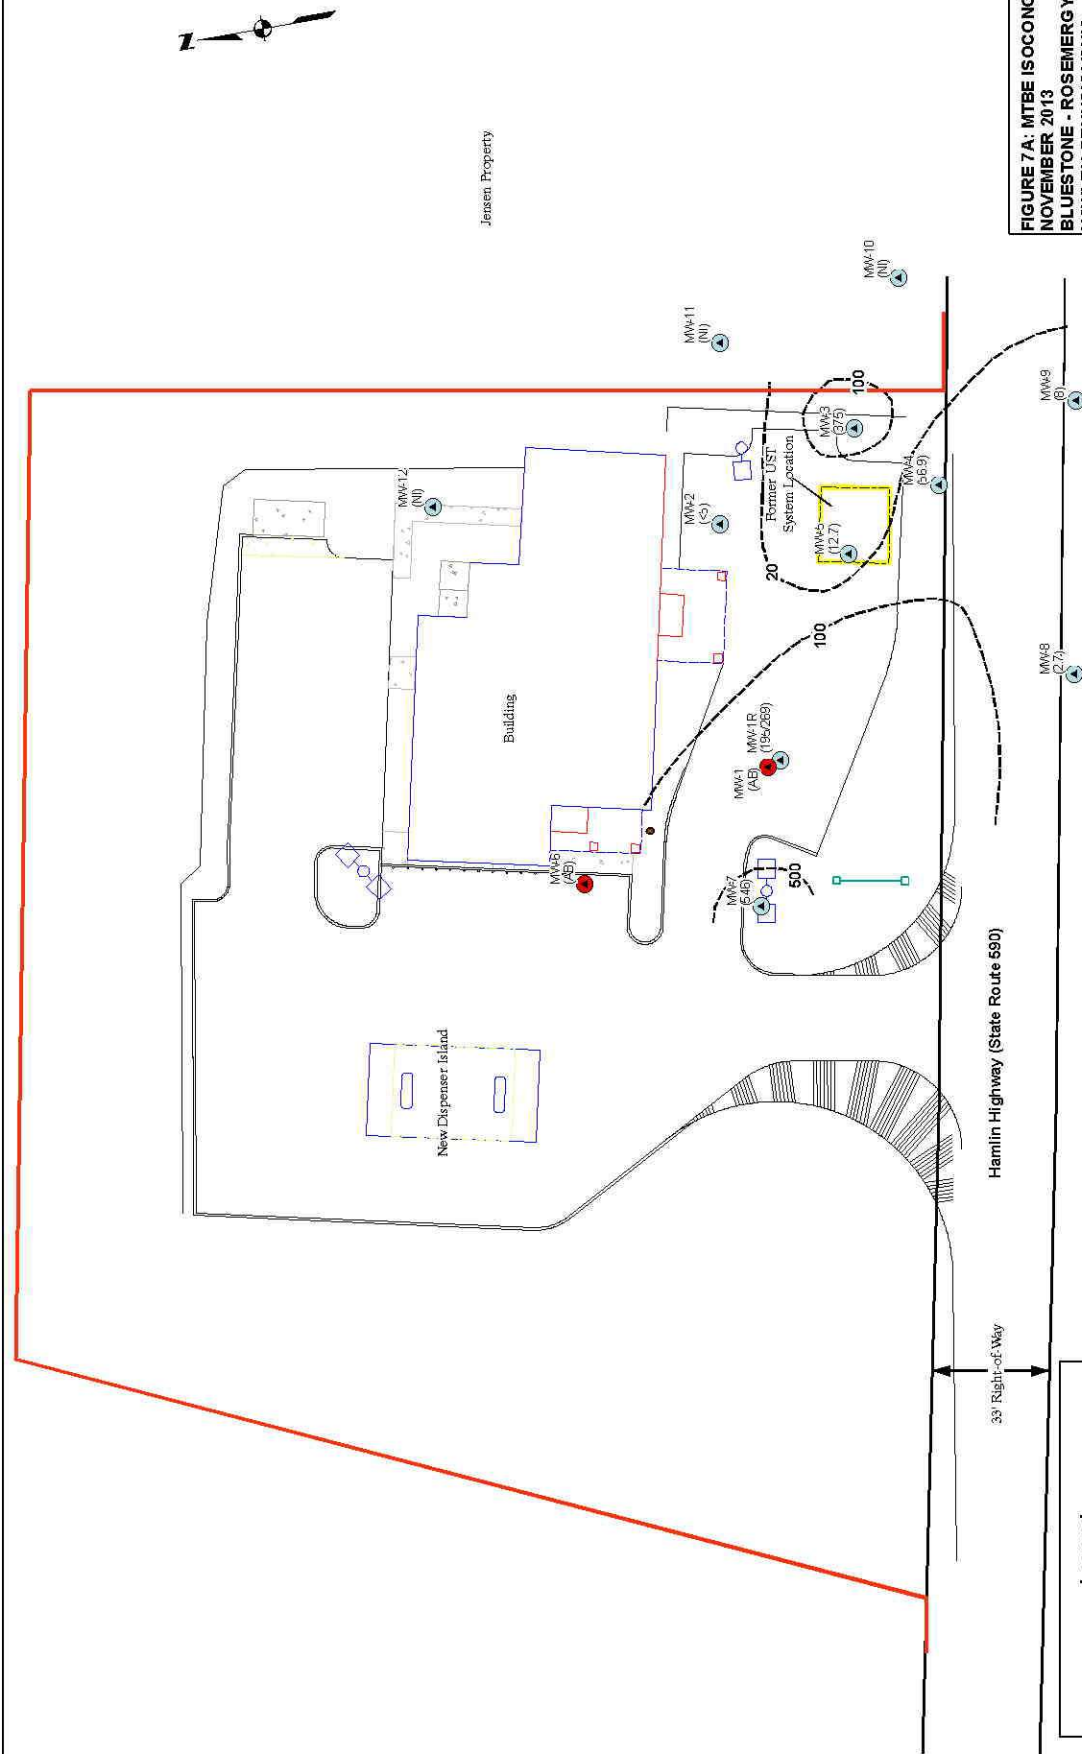 N
Jensen Property
FIGURE 7A: MTBE ISOCONC
NOVEMBER 2013
BLUESTONE - ROSEMERGY
MW-10
(NI)
MW-11
(NI)
MW-9
(8)
100
MW-3
(375)
MW-4
(56.9)
Former UST
System Location
MW-12
(NI)
MW-2
(<5)
MW-5
(12.7)
20
100
MW-8
(2.7)
Building
MW-1R
(195/269)
MW-1
(AB)
MW-6
(AB)
MW-7
(546)
500
New Dispenser Island
Hamlin Highway (State Route 590)
33' Right-of-Way